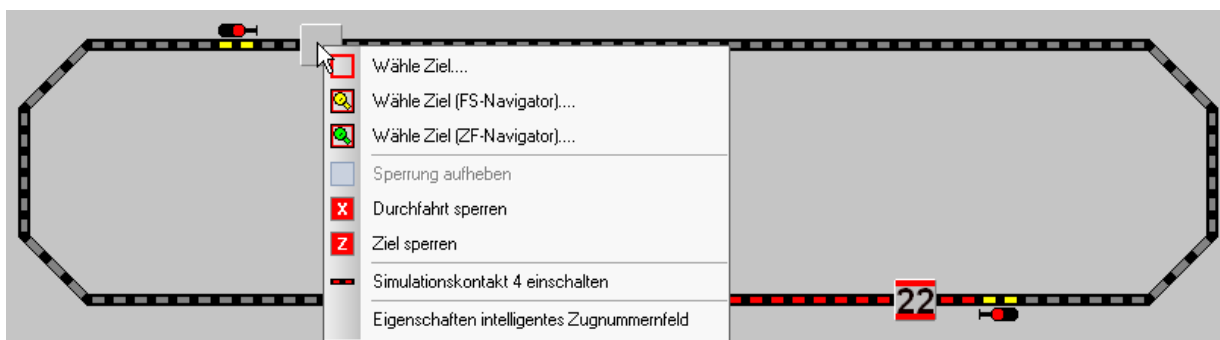 Wähle Ziel....
Wähle Ziel (FS-Navigator)....
Wähle Ziel (ZF-Navigator)....
Sperrung aufheben
X Durchfahrt sperren
Z Ziel sperren
Simulationskontakt 4 einschalten
22
Eigenschaften intelligentes Zugnummernfeld